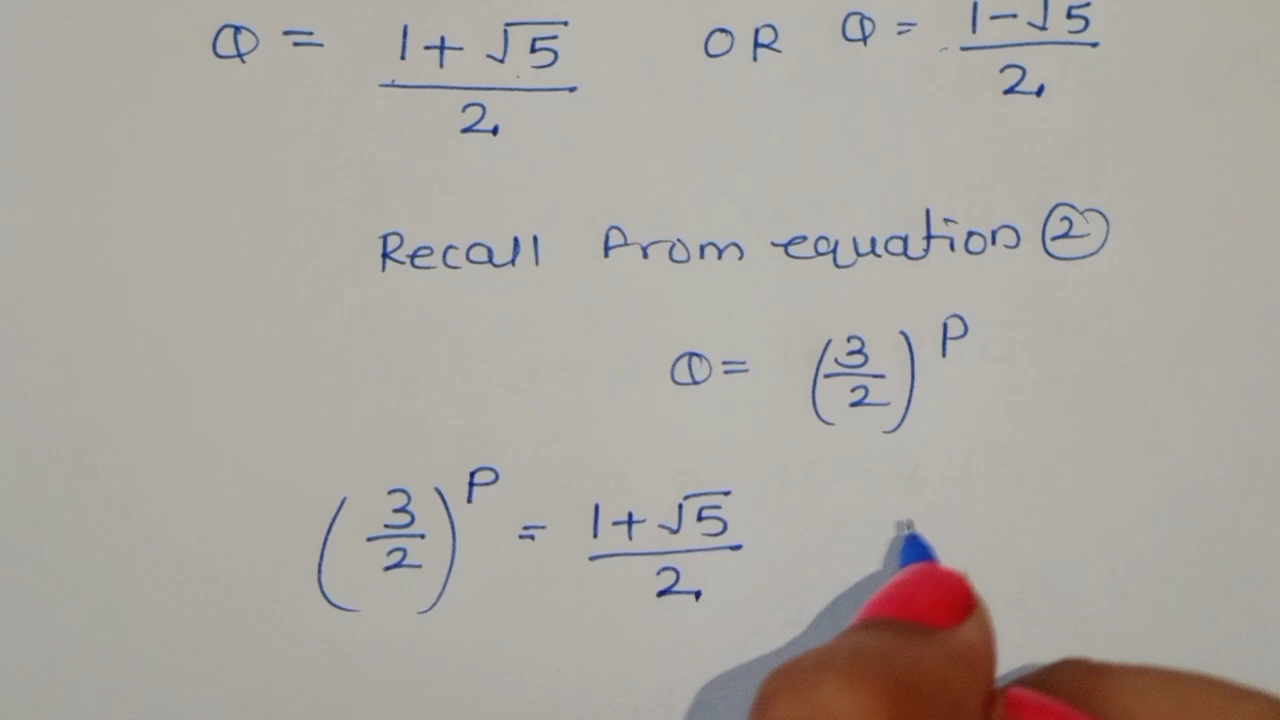 Q = (1 + √5)/2 OR Q = (1 - √5)/2
Recall from equation ②
Q = (3/2)^P
(3/2)^P = (1 + √5)/2